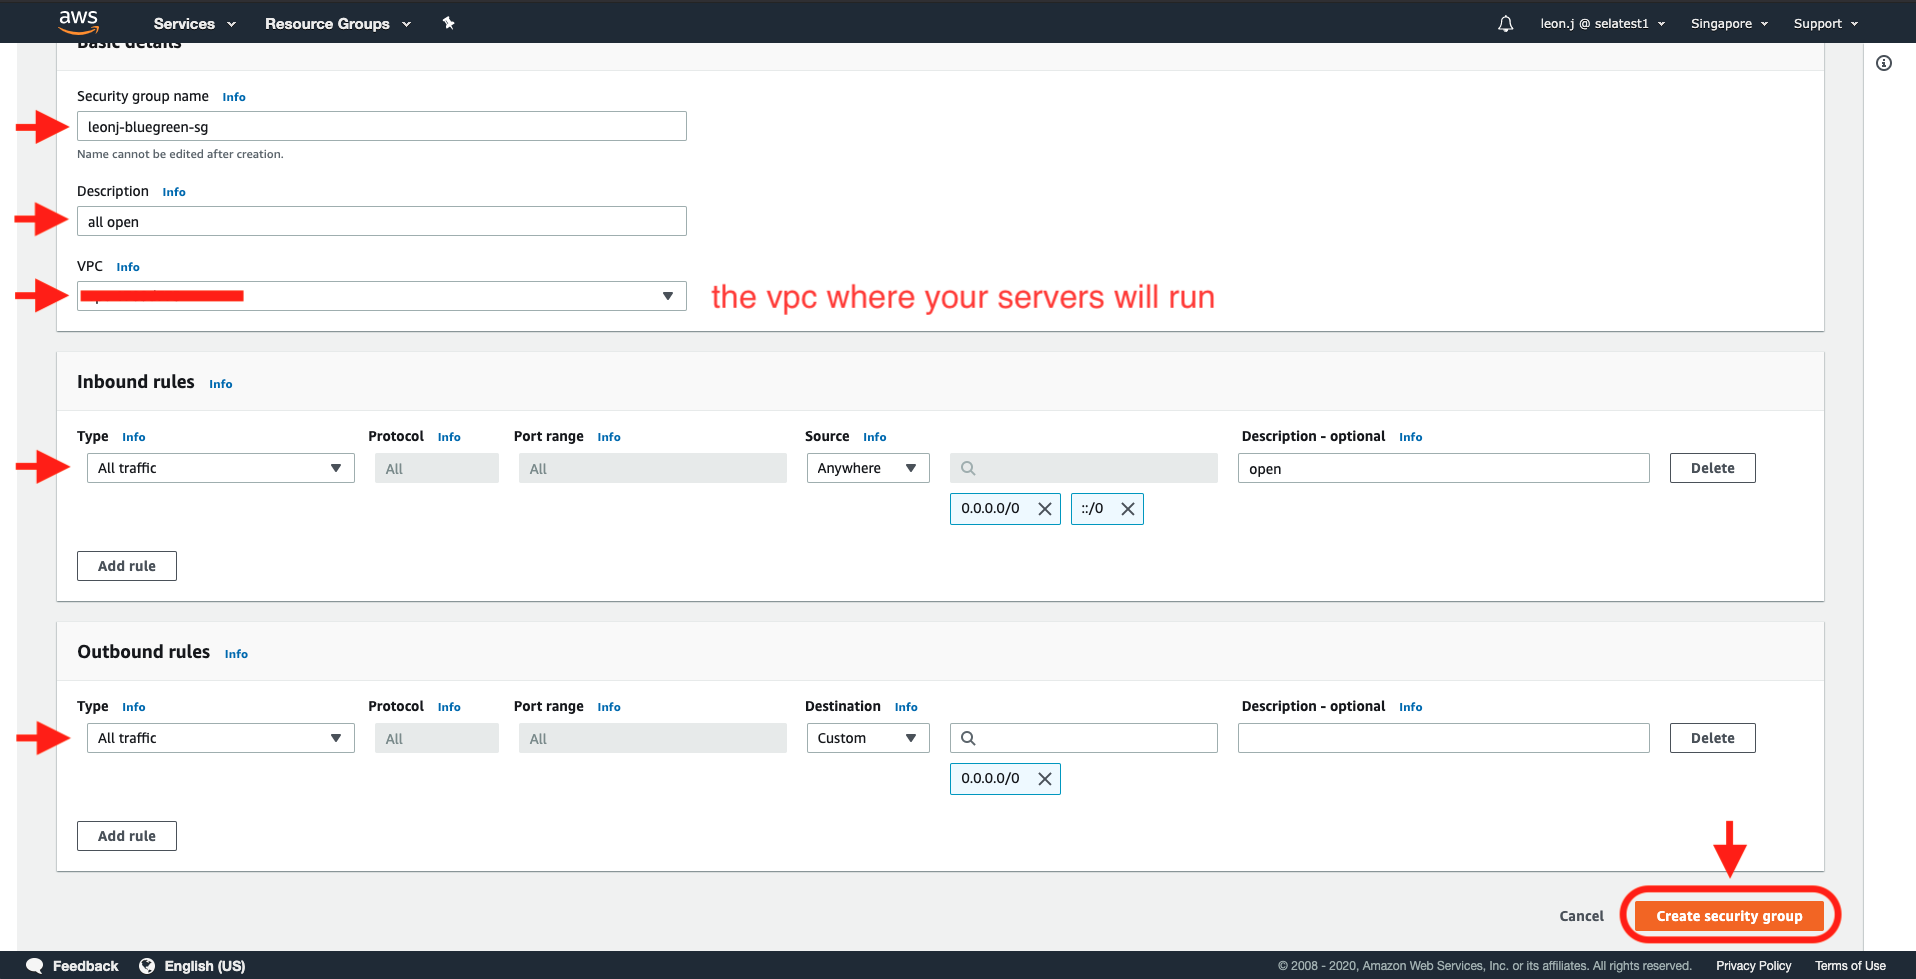 aws Services Resource Groups leon.j @ selatest1 Singapore Support
Basic details
Security group name Info
leonj-bluegreen-sg
Name cannot be edited after creation.
Description Info
all open
VPC Info
the vpc where your servers will run
Inbound rules Info
Type Info Protocol Info Port range Info Source Info Description - optional Info
All traffic All All Anywhere open Delete
0.0.0.0/0 ::/0
Add rule
Outbound rules Info
Type Info Protocol Info Port range Info Destination Info Description - optional Info
All traffic All All Custom Delete
0.0.0.0/0
Add rule
Cancel Create security group
Feedback English (US) © 2008 - 2020, Amazon Web Services, Inc. or its affiliates. All rights reserved. Privacy Policy Terms of Use